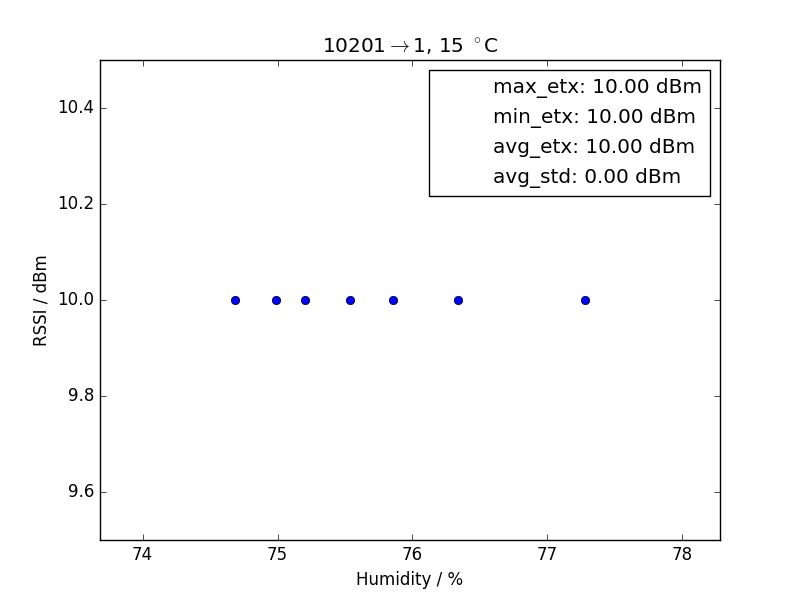 10201→1, 15 °C
max_etx: 10.00 dBm
min_etx: 10.00 dBm
avg_etx: 10.00 dBm
avg_std: 0.00 dBm
RSSI / dBm
10.4
10.2
10.0
9.8
9.6
74 75 76 77 78
Humidity / %